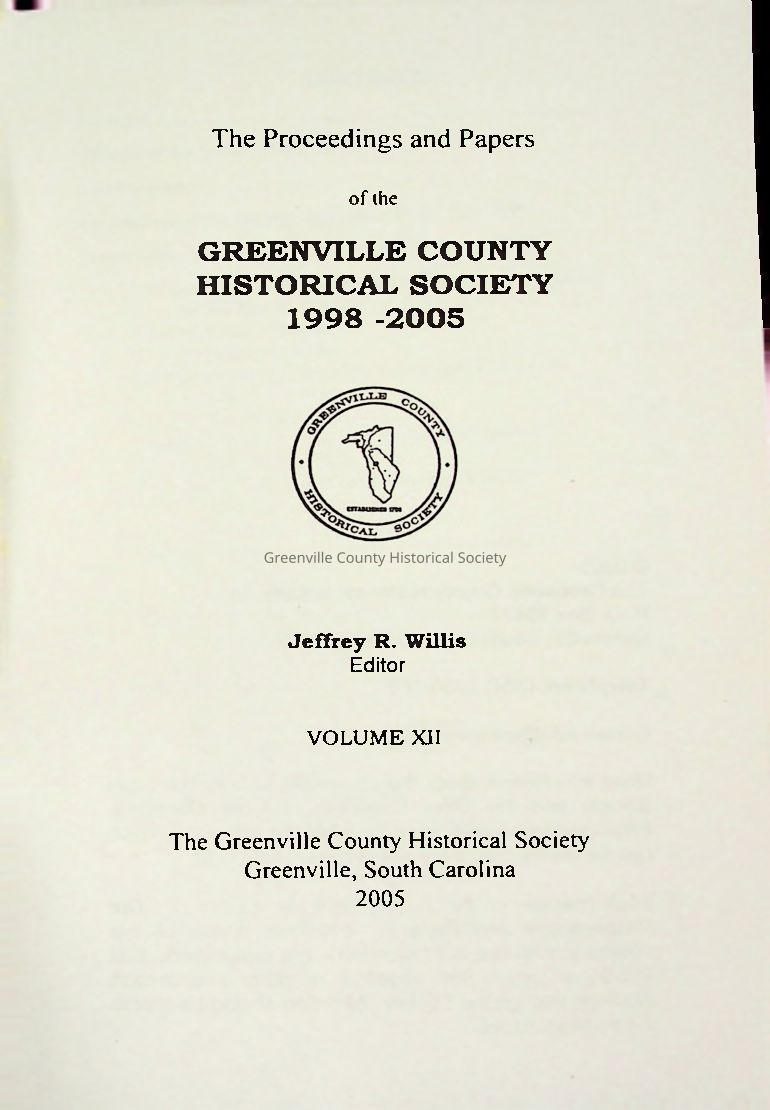 The Proceedings and Papers
of the
GREENVILLE COUNTY
HISTORICAL SOCIETY
1998 -2005
GREENVILLE COUNTY
ESTABLISHED
HISTORICAL SOCIETY
Greenville County Historical Society
Jeffrey R. Willis
Editor
VOLUME XII
The Greenville County Historical Society
Greenville, South Carolina
2005